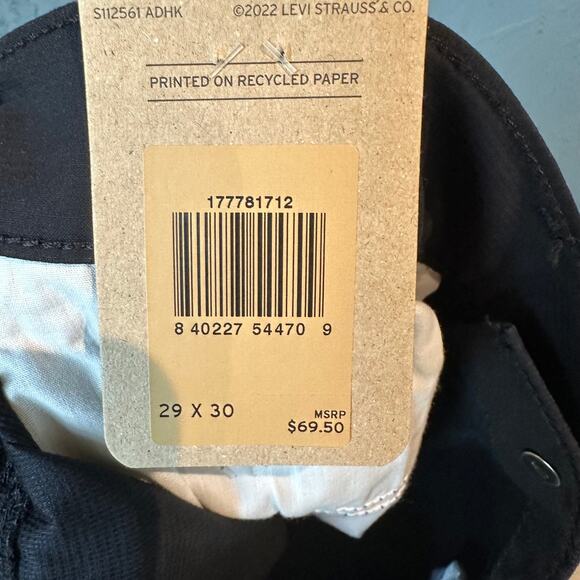 S112561 ADHK ©2022 LEVI STRAUSS & CO.
PRINTED ON RECYCLED PAPER
177781712
8 40227 54470 9
29 X 30
MSRP
$69.50